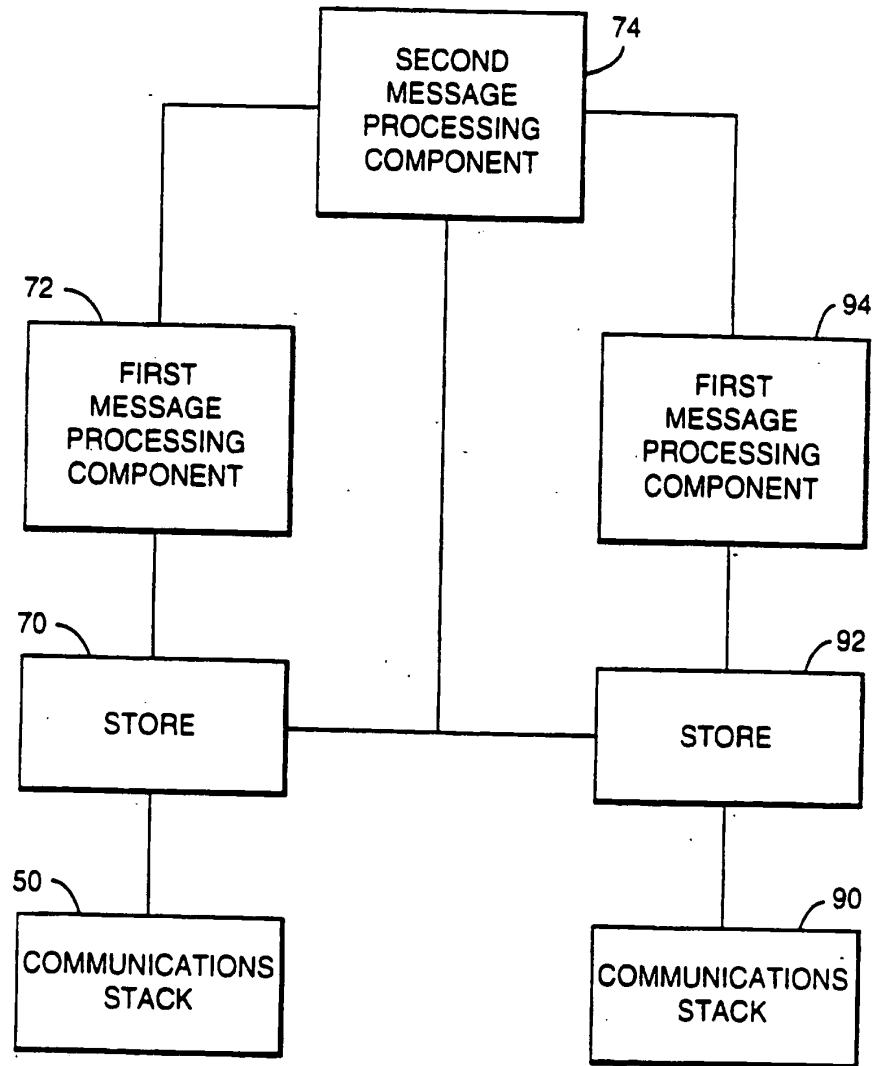 74
SECOND
MESSAGE
PROCESSING
COMPONENT
72
FIRST
MESSAGE
PROCESSING
COMPONENT
94
FIRST
MESSAGE
PROCESSING
COMPONENT
70
STORE
92
STORE
50
COMMUNICATIONS
STACK
90
COMMUNICATIONS
STACK